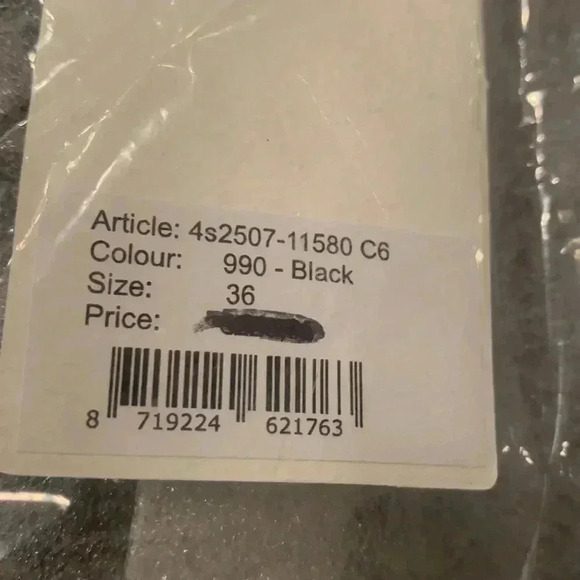 Article: 4s2507-11580 C6
Colour: 990 - Black
Size: 36
Price:
8 719224 621763